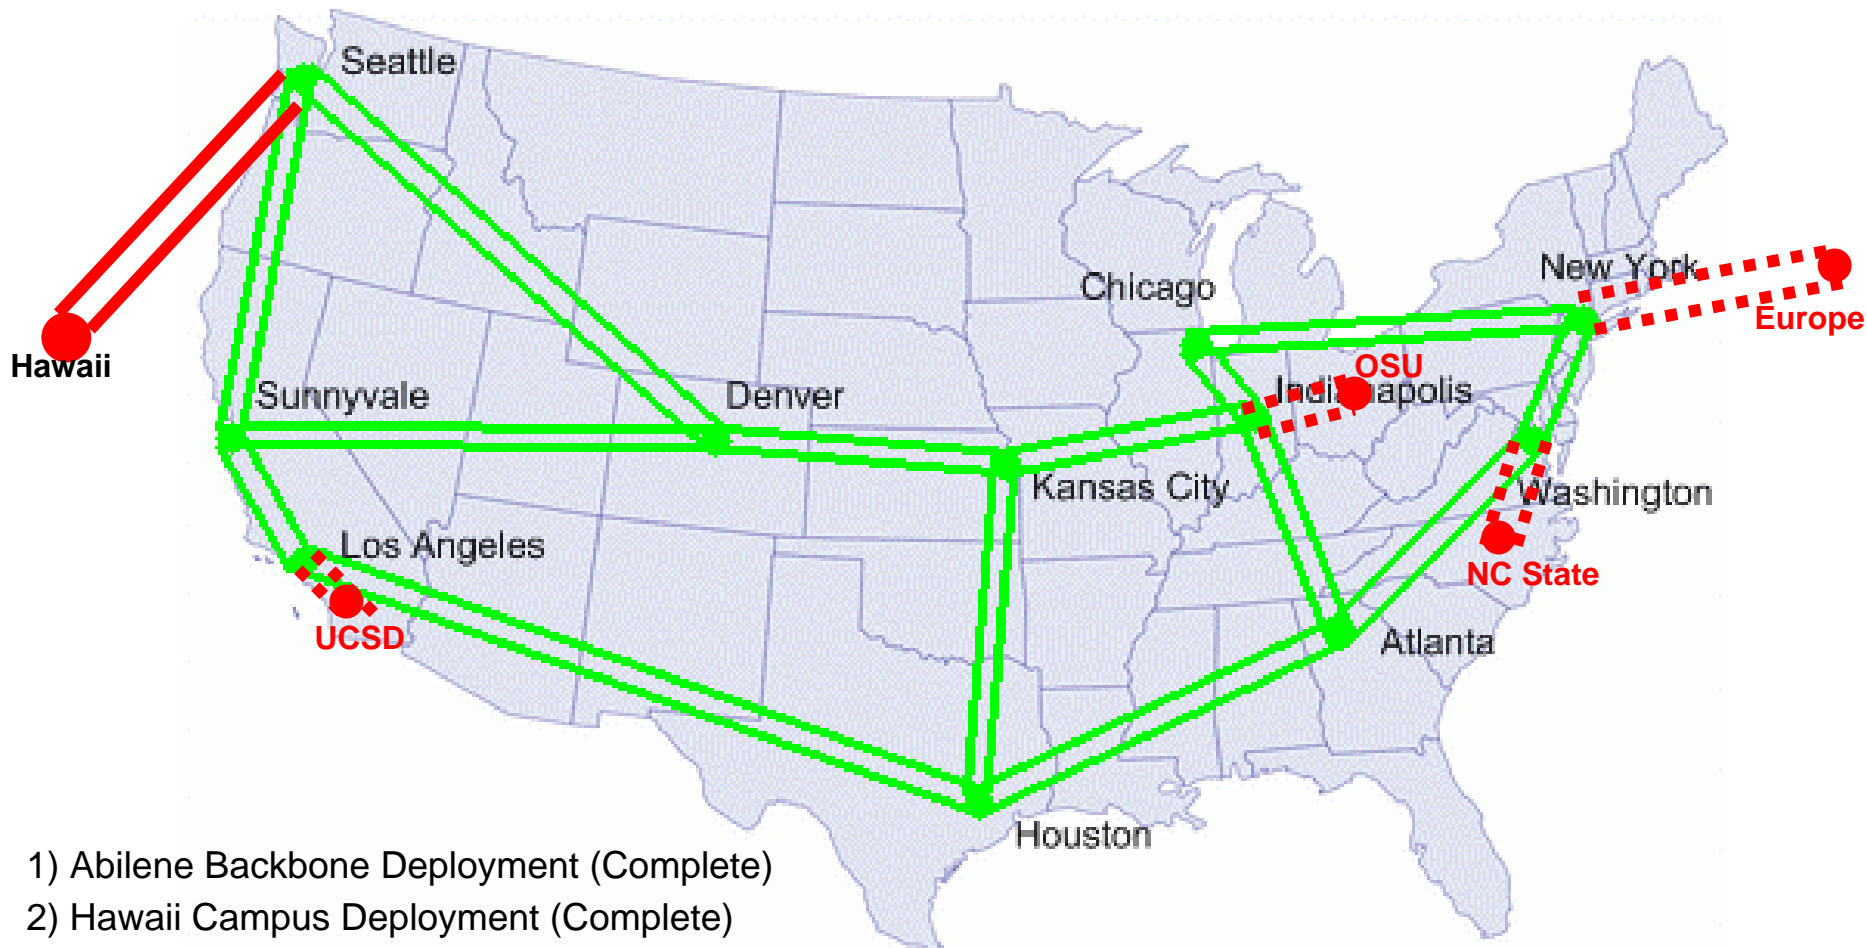 Seattle
New York
Chicago
Europe
Hawaii
OSU
Sunnyvale
Denver
Indianapolis
Kansas City
Washington
Los Angeles
NC State
UCSD
Atlanta
Houston
1) Abilene Backbone Deployment (Complete)
2) Hawaii Campus Deployment (Complete)